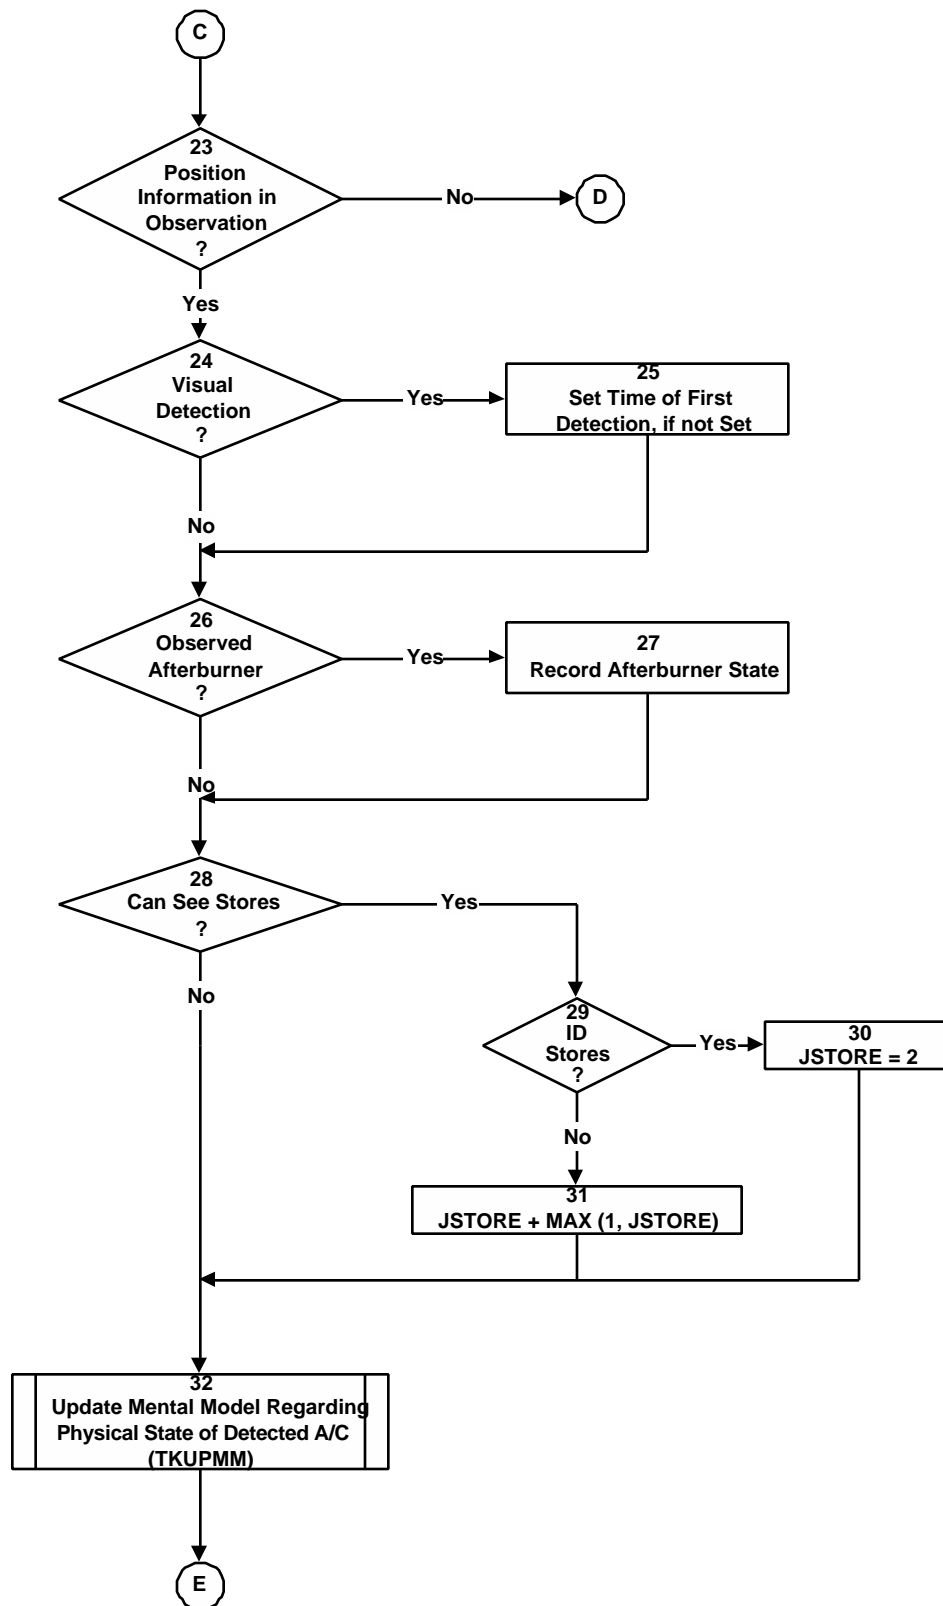 C
23
Position
Information in
Observation
?
No
D
Yes
24
Visual
Detection
?
Yes
25
Set Time of First
Detection, if not Set
No
26
Observed
Afterburner
?
Yes
27
Record Afterburner State
No
28
Can See Stores
?
Yes
No
29
ID
Stores
?
Yes
30
JSTORE = 2
No
31
JSTORE + MAX (1, JSTORE)
32
Update Mental Model Regarding
Physical State of Detected A/C
(TKUPMM)
E